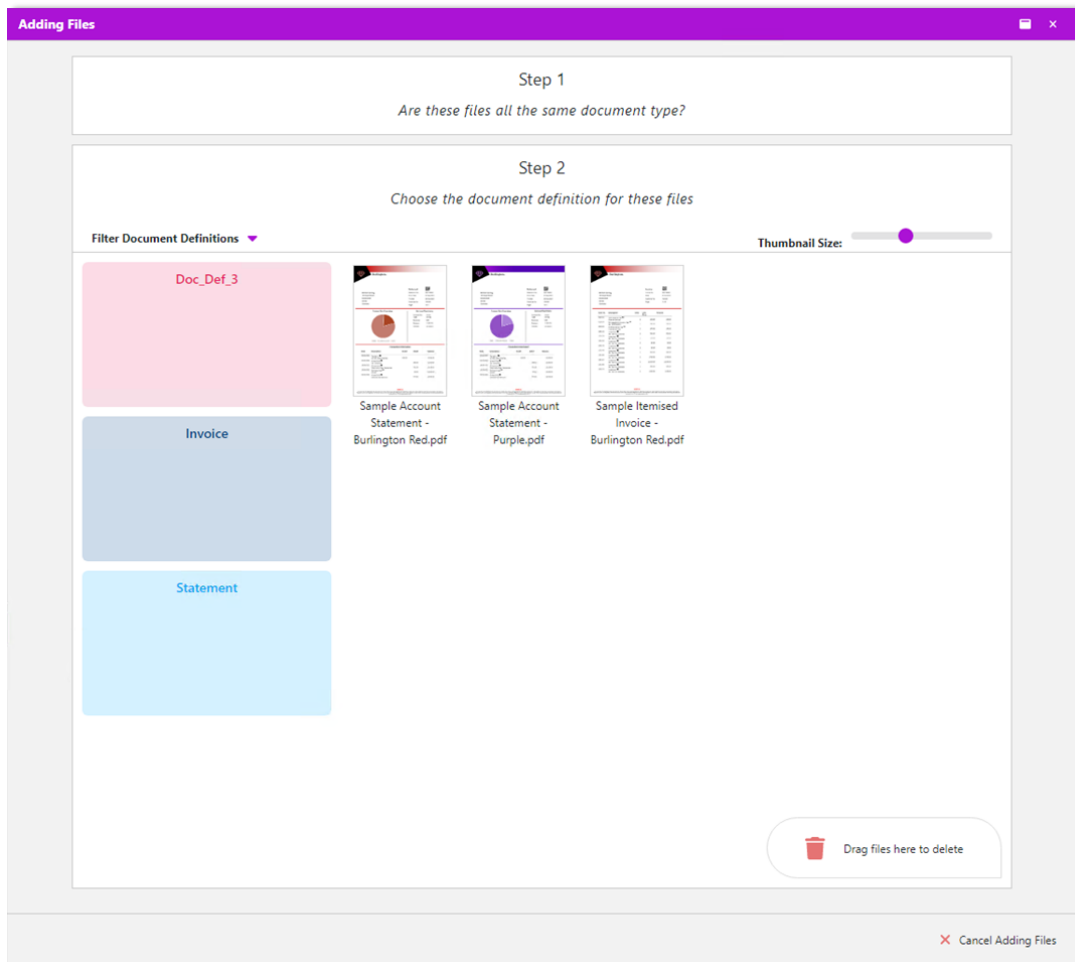 Adding Files
Step 1
Are these files all the same document type?
Step 2
Choose the document definition for these files
Filter Document Definitions
Thumbnail Size:
Doc_Def_3
Invoice
Statement
Sample Account
Statement -
Burlington Red.pdf
Sample Account
Statement -
Purple.pdf
Sample Itemised
Invoice -
Burlington Red.pdf
Drag files here to delete
Cancel Adding Files